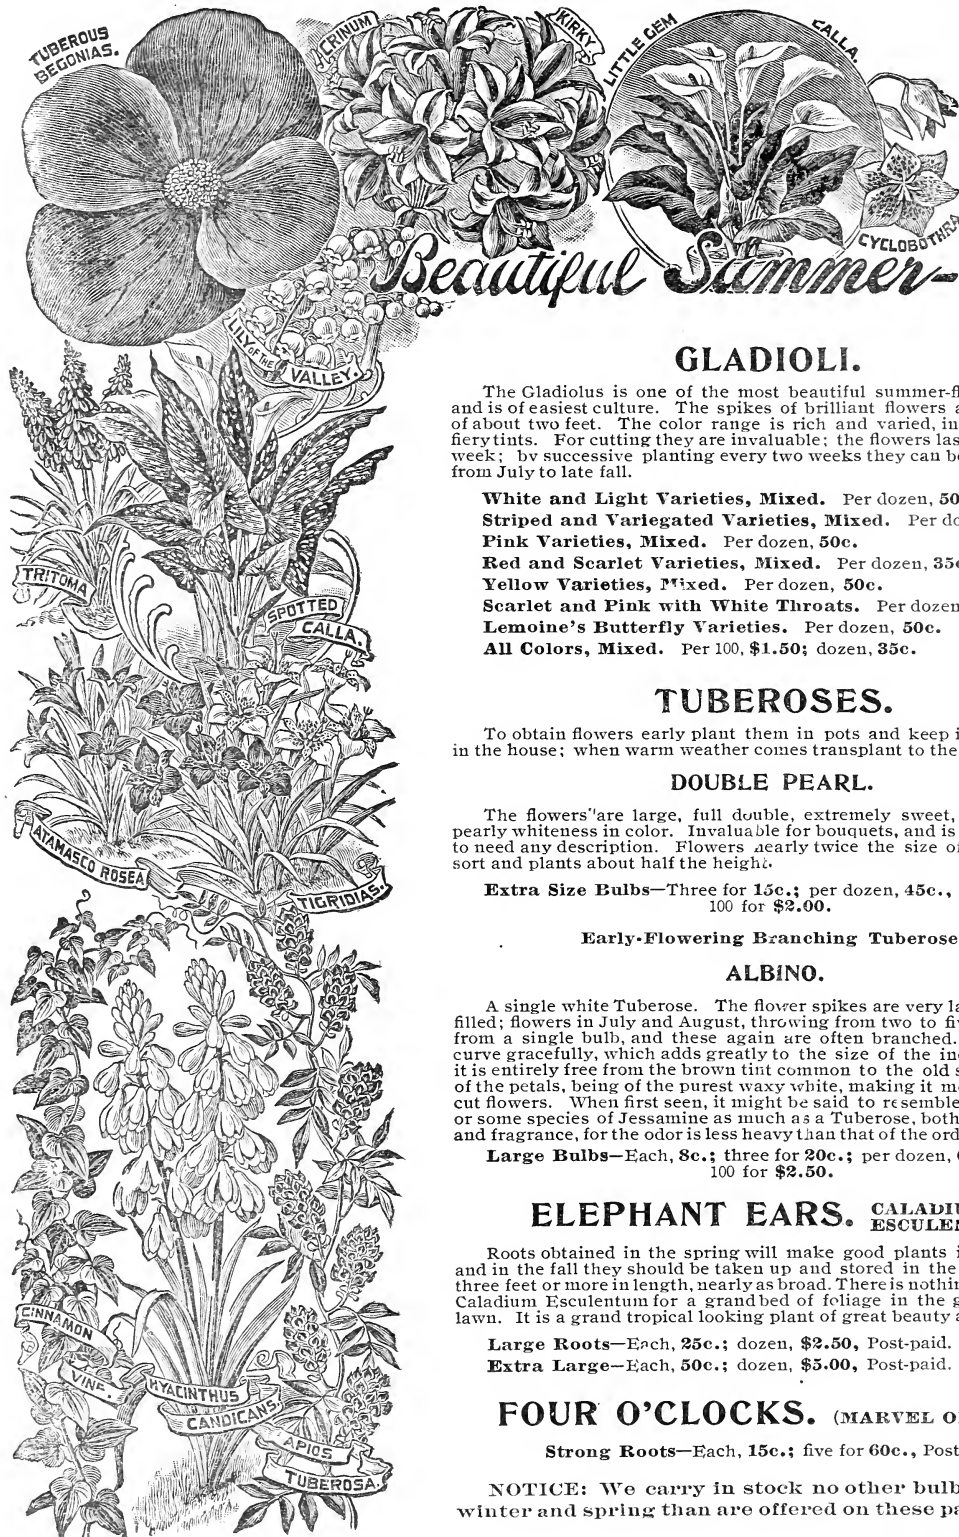 TUBEROUS
BEGONIAS.
CRINUM
KIRKY
LITTLE GEM
CALLA.
CYCLOBOTHRA
Beautiful Summer-
LILY OF THE
VALLEY.
TRITOMA
SPOTTED
CALLA.
ATAMASCO ROSEA
TIGRIDIAS.
CINNAMON
VINE.
HYACINTHUS
CANDICANS.
APIOS
TUBEROSA.
GLADIOLI.
The Gladiolus is one of the most beautiful summer-fl
and is of easiest culture. The spikes of brilliant flowers a
of about two feet. The color range is rich and varied, in
fiery tints. For cutting they are invaluable; the flowers las
week; by successive planting every two weeks they can b
from July to late fall.
White and Light Varieties, Mixed. Per dozen, 50
Striped and Variegated Varieties, Mixed. Per do
Pink Varieties, Mixed. Per dozen, 50c.
Red and Scarlet Varieties, Mixed. Per dozen, 35c
Yellow Varieties, Mixed. Per dozen, 50c.
Scarlet and Pink with White Throats. Per dozen
Lemoine's Butterfly Varieties. Per dozen, 50c.
All Colors, Mixed. Per 100, $1.50; dozen, 35c.
TUBEROSES.
To obtain flowers early plant them in pots and keep i
in the house; when warm weather comes transplant to the
DOUBLE PEARL.
The flowers are large, full double, extremely sweet,
pearly whiteness in color. Invaluable for bouquets, and is
to need any description. Flowers nearly twice the size of
sort and plants about half the height.
Extra Size Bulbs—Three for 15c.; per dozen, 45c.,
100 for $2.00.
Early-Flowering Branching Tuberose
ALBINO.
A single white Tuberose. The flower spikes are very la
filled; flowers in July and August, throwing from two to fi
from a single bulb, and these again are often branched.
curve gracefully, which adds greatly to the size of the in
it is entirely free from the brown tint common to the old s
of the petals, being of the purest waxy white, making it m
cut flowers. When first seen, it might be said to resemble
or some species of Jessamine as much as a Tuberose, both
and fragrance, for the odor is less heavy than that of the ord
Large Bulbs—Each, 8c.; three for 20c.; per dozen,
100 for $2.50.
ELEPHANT EARS. CALADIU
ESCULEN
Roots obtained in the spring will make good plants i
and in the fall they should be taken up and stored in the
three feet or more in length, nearly as broad. There is nothin
Caladium Esculentum for a grand bed of foliage in the g
lawn. It is a grand tropical looking plant of great beauty a
Large Roots—Each, 25c.; dozen, $2.50, Post-paid.
Extra Large—Each, 50c.; dozen, $5.00, Post-paid.
FOUR O'CLOCKS. (MARVEL O
Strong Roots—Each, 15c.; five for 60c., Post
NOTICE: We carry in stock no other bulb
winter and spring than are offered on these pa